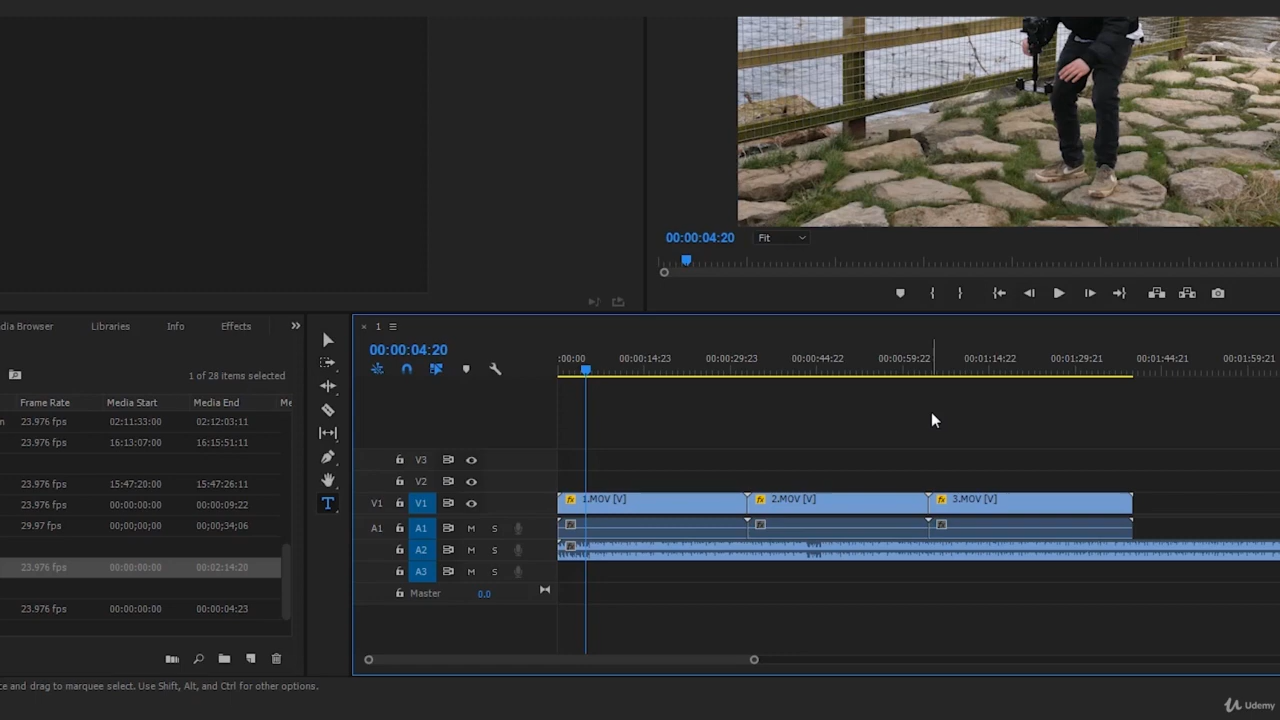 00:00:04:20 Fit
dia Browser Libraries Info Effects
1 of 28 items selected
Frame Rate Media Start Media End Me
23.976 fps 02:11:33:00 02:12:03:11
23.976 fps 16:13:07:00 16:15:51:11
23.976 fps 15:47:20:00 15:47:26:11
23.976 fps 00:00:00:00 00:00:09:22
29.97 fps 00;00;00;00 00;00;34;06
23.976 fps 00:00:00:00 00:02:14:20
23.976 fps 00:00:00:00 00:00:04:23
T
1
00:00:04:20
:00:00 00:00:14:23 00:00:29:23 00:00:44:22 00:00:59:22 00:01:14:22 00:01:29:21 00:01:44:21 00:01:59:21
V3
V2
V1 V1 fx 1.MOV [V] fx 2.MOV [V] fx 3.MOV [V]
A1 A1 M S fx fx fx
A2 M S fx
A3 M S
Master 0.0
ce and drag to marquee select. Use Shift, Alt, and Ctrl for other options.
Udemy